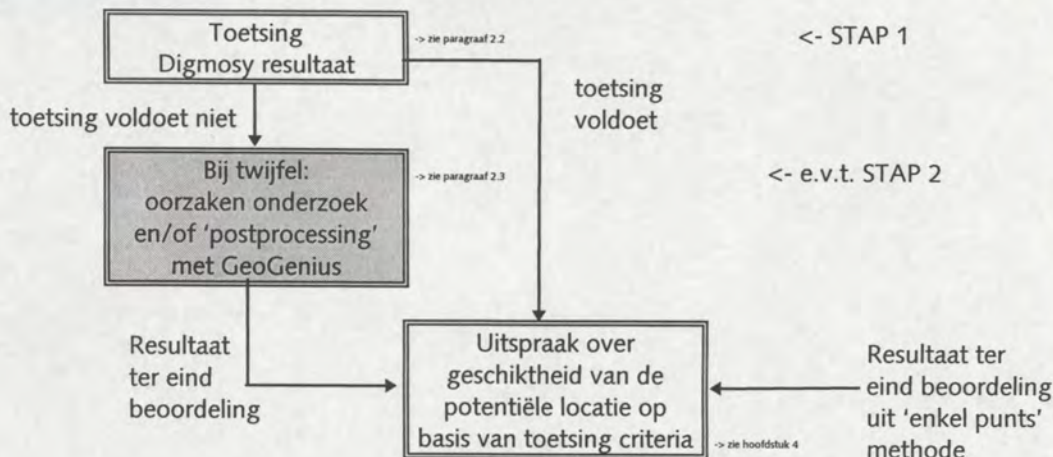 Toetsing
Digmosy resultaat
-> zie paragraaf 2.2
<- STAP 1
toetsing voldoet niet
toetsing
voldoet
Bij twijfel:
oorzaken onderzoek
en/of 'postprocessing'
met GeoGenius
-> zie paragraaf 2.3
<- e.v.t. STAP 2
Resultaat
ter eind
beoordeling
Uitspraak over
geschiktheid van de
potentiële locatie op
basis van toetsing criteria
-> zie hoofdstuk 4
Resultaat ter
eind beoordeling
uit 'enkel punts'
methode